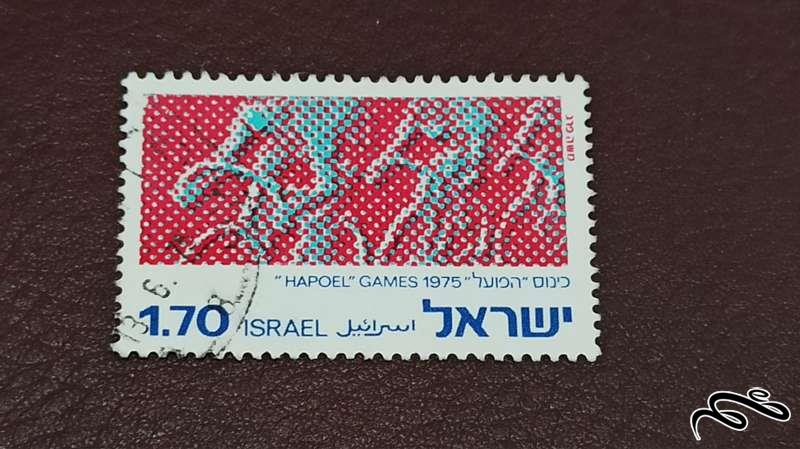 "HAPOEL" GAMES 1975 כינוס "הפועל"
1.70 ISRAEL اسرائيل ישראל